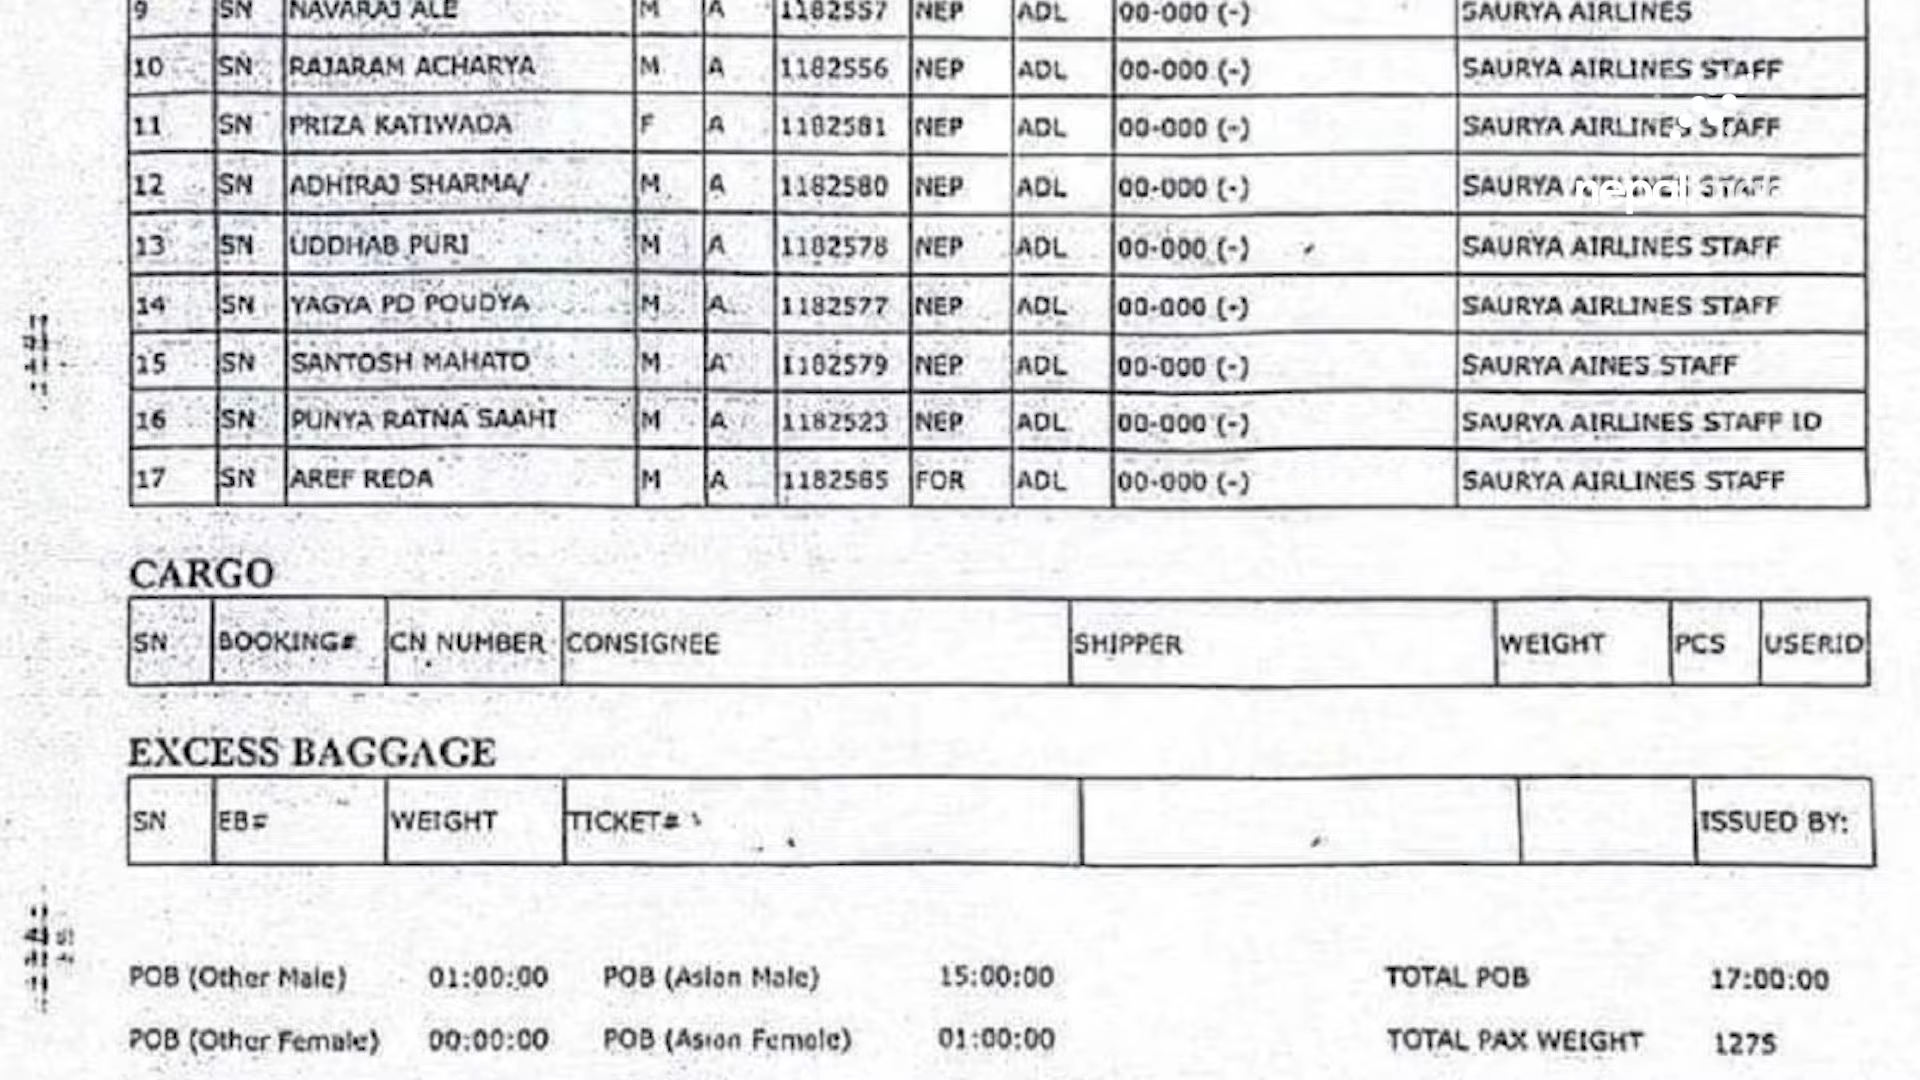 9 SN NAVARAJ ALE M A 1182557 NEP ADL 00-000 (-) SAURYA AIRLINES
10 SN RAJARAM ACHARYA M A 1182556 NEP ADL 00-000 (-) SAURYA AIRLINES STAFF
11 SN PRIZA KATIWADA F A 1182581 NEP ADL 00-000 (-) SAURYA AIRLINES STAFF
12 SN ADHIRAJ SHARMA/ M A 1182580 NEP ADL 00-000 (-) SAURYA AIRLINES STAFF
13 SN UDDHAB PURI M A 1182578 NEP ADL 00-000 (-) SAURYA AIRLINES STAFF
14 SN YAGYA PD POUDYA M A 1182577 NEP ADL 00-000 (-) SAURYA AIRLINES STAFF
15 SN SANTOSH MAHATO M A 1182579 NEP ADL 00-000 (-) SAURYA AINES STAFF
16 SN PUNYA RATNA SAAHI M A 1182523 NEP ADL 00-000 (-) SAURYA AIRLINES STAFF ID
17 SN AREF REDA M A 1182585 FOR ADL 00-000 (-) SAURYA AIRLINES STAFF
CARGO
SN BOOKING# CN NUMBER CONSIGNEE SHIPPER WEIGHT PCS USERID
EXCESS BAGGAGE
SN EB# WEIGHT TICKET# ISSUED BY:
POB (Other Male) 01:00:00 POB (Asian Male) 15:00:00 TOTAL POB 17:00:00
POB (Other Female) 00:00:00 POB (Asian Female) 01:00:00 TOTAL PAX WEIGHT 1275